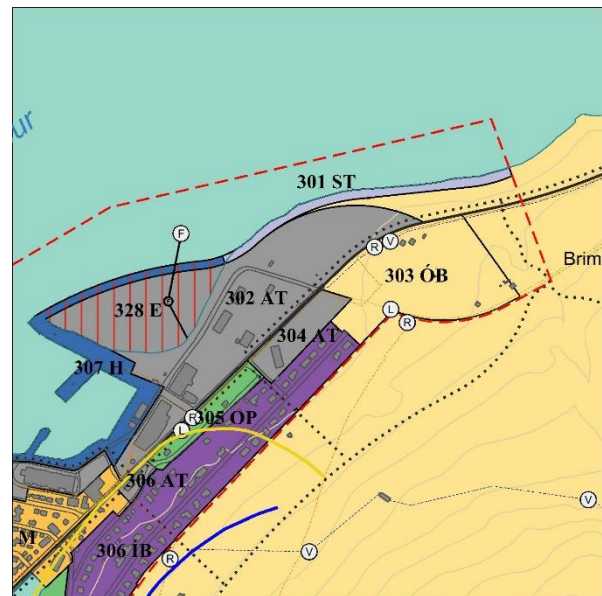 ur
301 ST
F
R
V
303 ÓB
Brim
328 E
302 AT
L
R
304 AT
307 H
305 OP
R
L
306 AT
M
306 ÍB
R
V
V